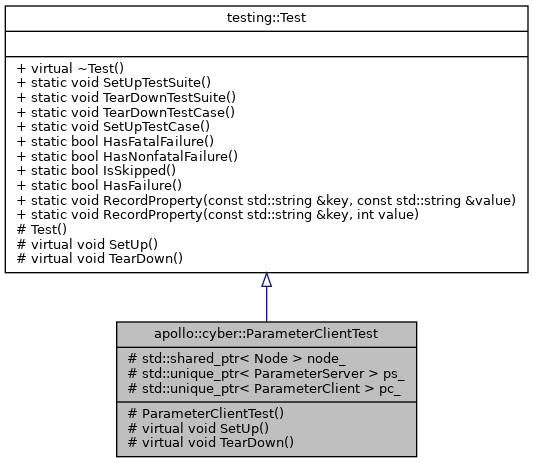 testing::Test
+ virtual ~Test()
+ static void SetUpTestSuite()
+ static void TearDownTestSuite()
+ static void TearDownTestCase()
+ static void SetUpTestCase()
+ static bool HasFatalFailure()
+ static bool HasNonfatalFailure()
+ static bool IsSkipped()
+ static bool HasFailure()
+ static void RecordProperty(const std::string &key, const std::string &value)
+ static void RecordProperty(const std::string &key, int value)
# Test()
# virtual void SetUp()
# virtual void TearDown()
apollo::cyber::ParameterClientTest
# std::shared_ptr< Node > node_
# std::unique_ptr< ParameterServer > ps_
# std::unique_ptr< ParameterClient > pc_
# ParameterClientTest()
# virtual void SetUp()
# virtual void TearDown()